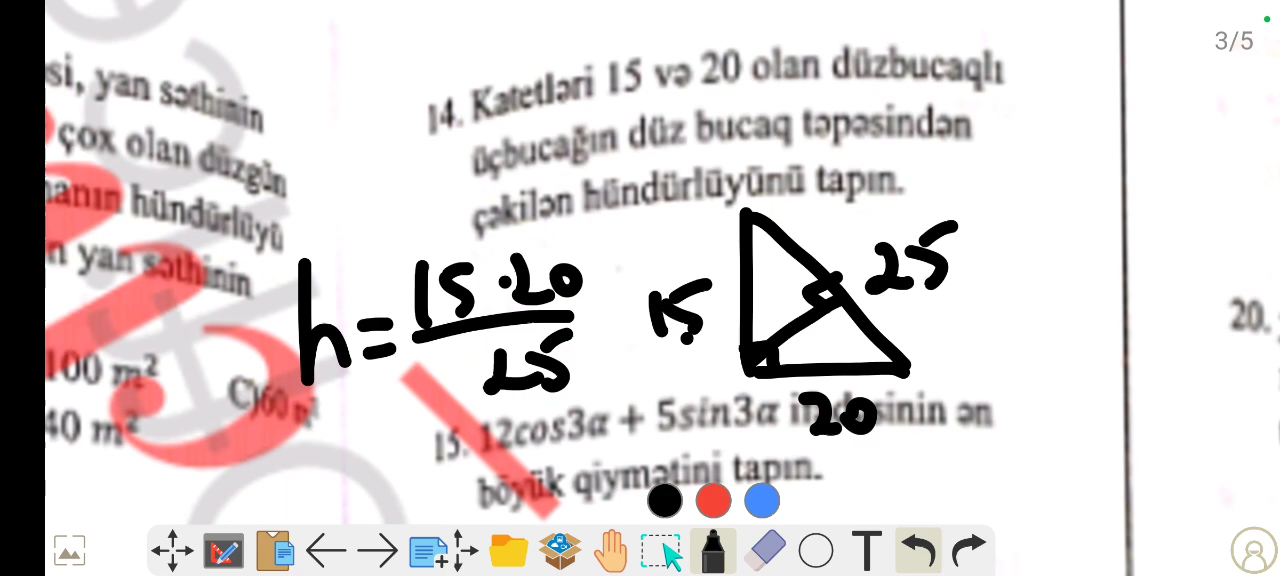 3/5
si, yan səthinin
çox olan düzgün
hündürlüyü
yan səthinin
100 m²
40 m²
C)60
14. Katetləri 15 və 20 olan düzbucaqlı
üçbucağın düz bucaq təpəsindən
çəkilən hündürlüyünü tapın.
h = 15·20
25
15
25
20
15. 12cos3α + 5sin3α ən
böyük qiymətini tapın.
20.
T